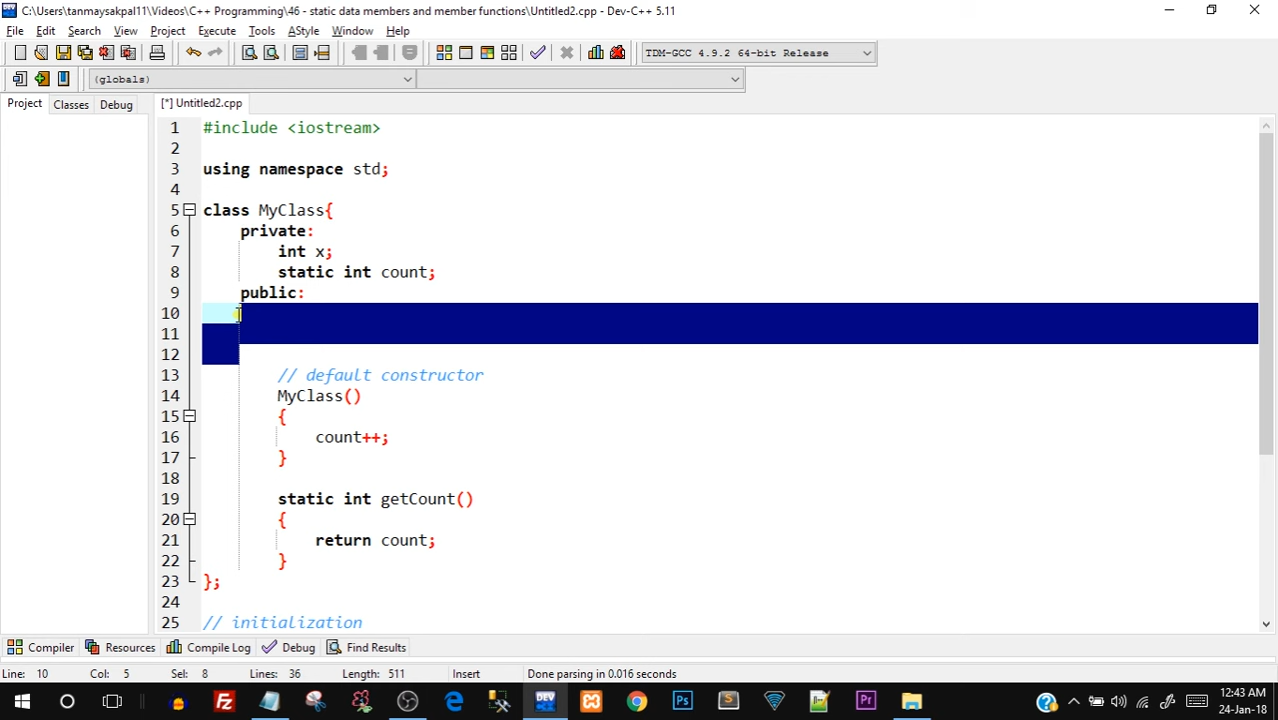 C:\Users\tanmaysakpal11\Videos\C++ Programming\46 - static data members and member functions\Untitled2.cpp - Dev-C++ 5.11
File Edit Search View Project Execute Tools AStyle Window Help
TDM-GCC 4.9.2 64-bit Release
(globals)
Project Classes Debug [*] Untitled2.cpp
1 #include <iostream>
2
3 using namespace std;
4
5 class MyClass{
6 private:
7 int x;
8 static int count;
9 public:
10
11
12
13 // default constructor
14 MyClass()
15 {
16 count++;
17 }
18
19 static int getCount()
20 {
21 return count;
22 }
23 };
24
25 // initialization
Compiler Resources Compile Log Debug Find Results
Line: 10 Col: 5 Sel: 8 Lines: 36 Length: 511 Insert Done parsing in 0.016 seconds
12:43 AM
24-Jan-18